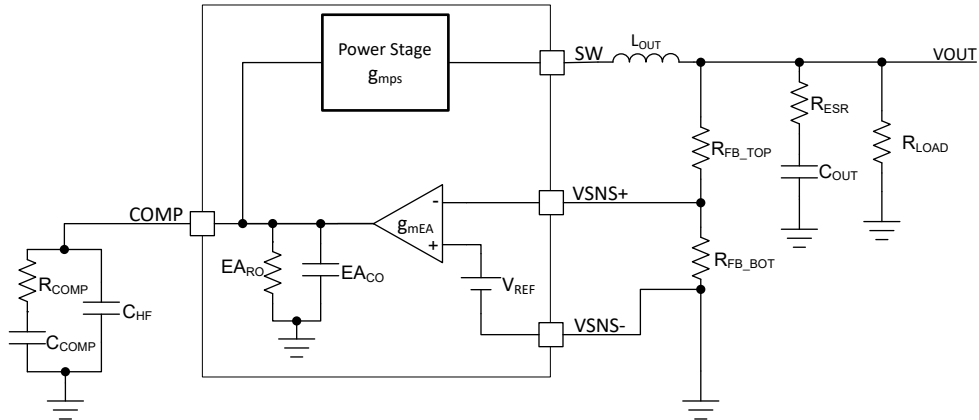 Power Stage
gmps
SW
LOUT
VOUT
RESR
RFB_TOP
RLOAD
COUT
COMP
VSNS+
-
gmEA
+
RFB_BOT
EARO
EACO
VREF
RCOMP
CHF
VSNS-
CCOMP